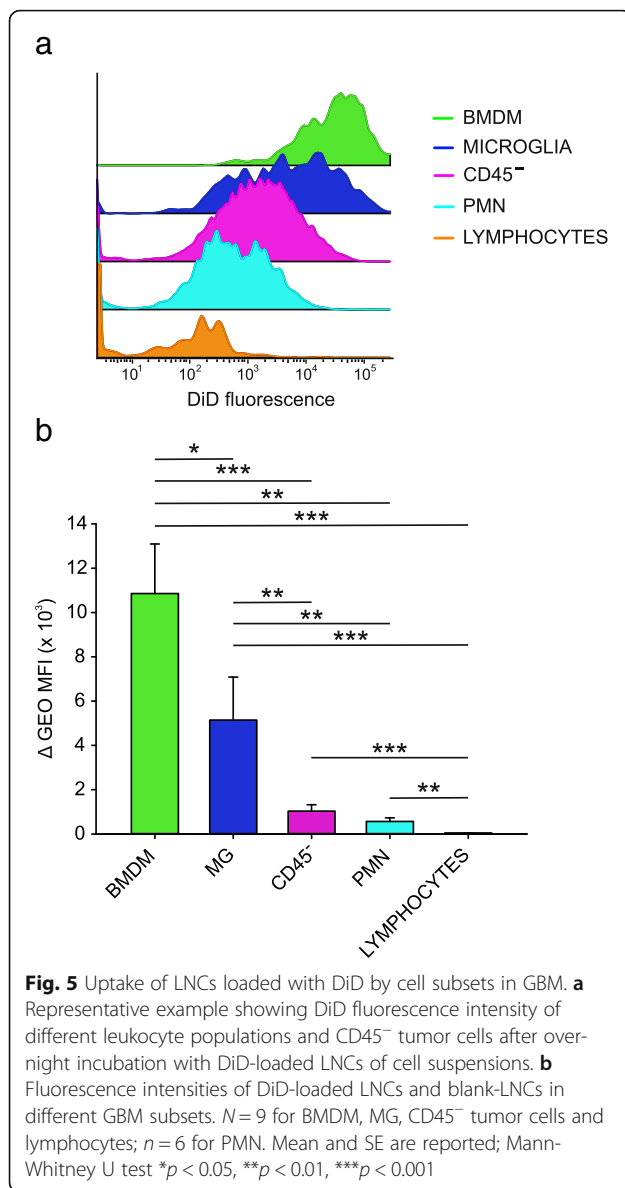 a
BMDM
MICROGLIA
CD45⁻
PMN
LYMPHOCYTES
10¹ 10² 10³ 10⁴ 10⁵
DiD fluorescence
b
*
***
**
***
**
**
***
***
**
14
12
10
8
6
4
2
0
Δ GEO MFI (x 10³)
BMDM
MG
CD45⁻
PMN
LYMPHOCYTES
Fig. 5 Uptake of LNCs loaded with DiD by cell subsets in GBM. a
Representative example showing DiD fluorescence intensity of
different leukocyte populations and CD45⁻ tumor cells after over-
night incubation with DiD-loaded LNCs of cell suspensions. b
Fluorescence intensities of DiD-loaded LNCs and blank-LNCs in
different GBM subsets. N = 9 for BMDM, MG, CD45⁻ tumor cells and
lymphocytes; n = 6 for PMN. Mean and SE are reported; Mann-
Whitney U test *p < 0.05, **p < 0.01, ***p < 0.001